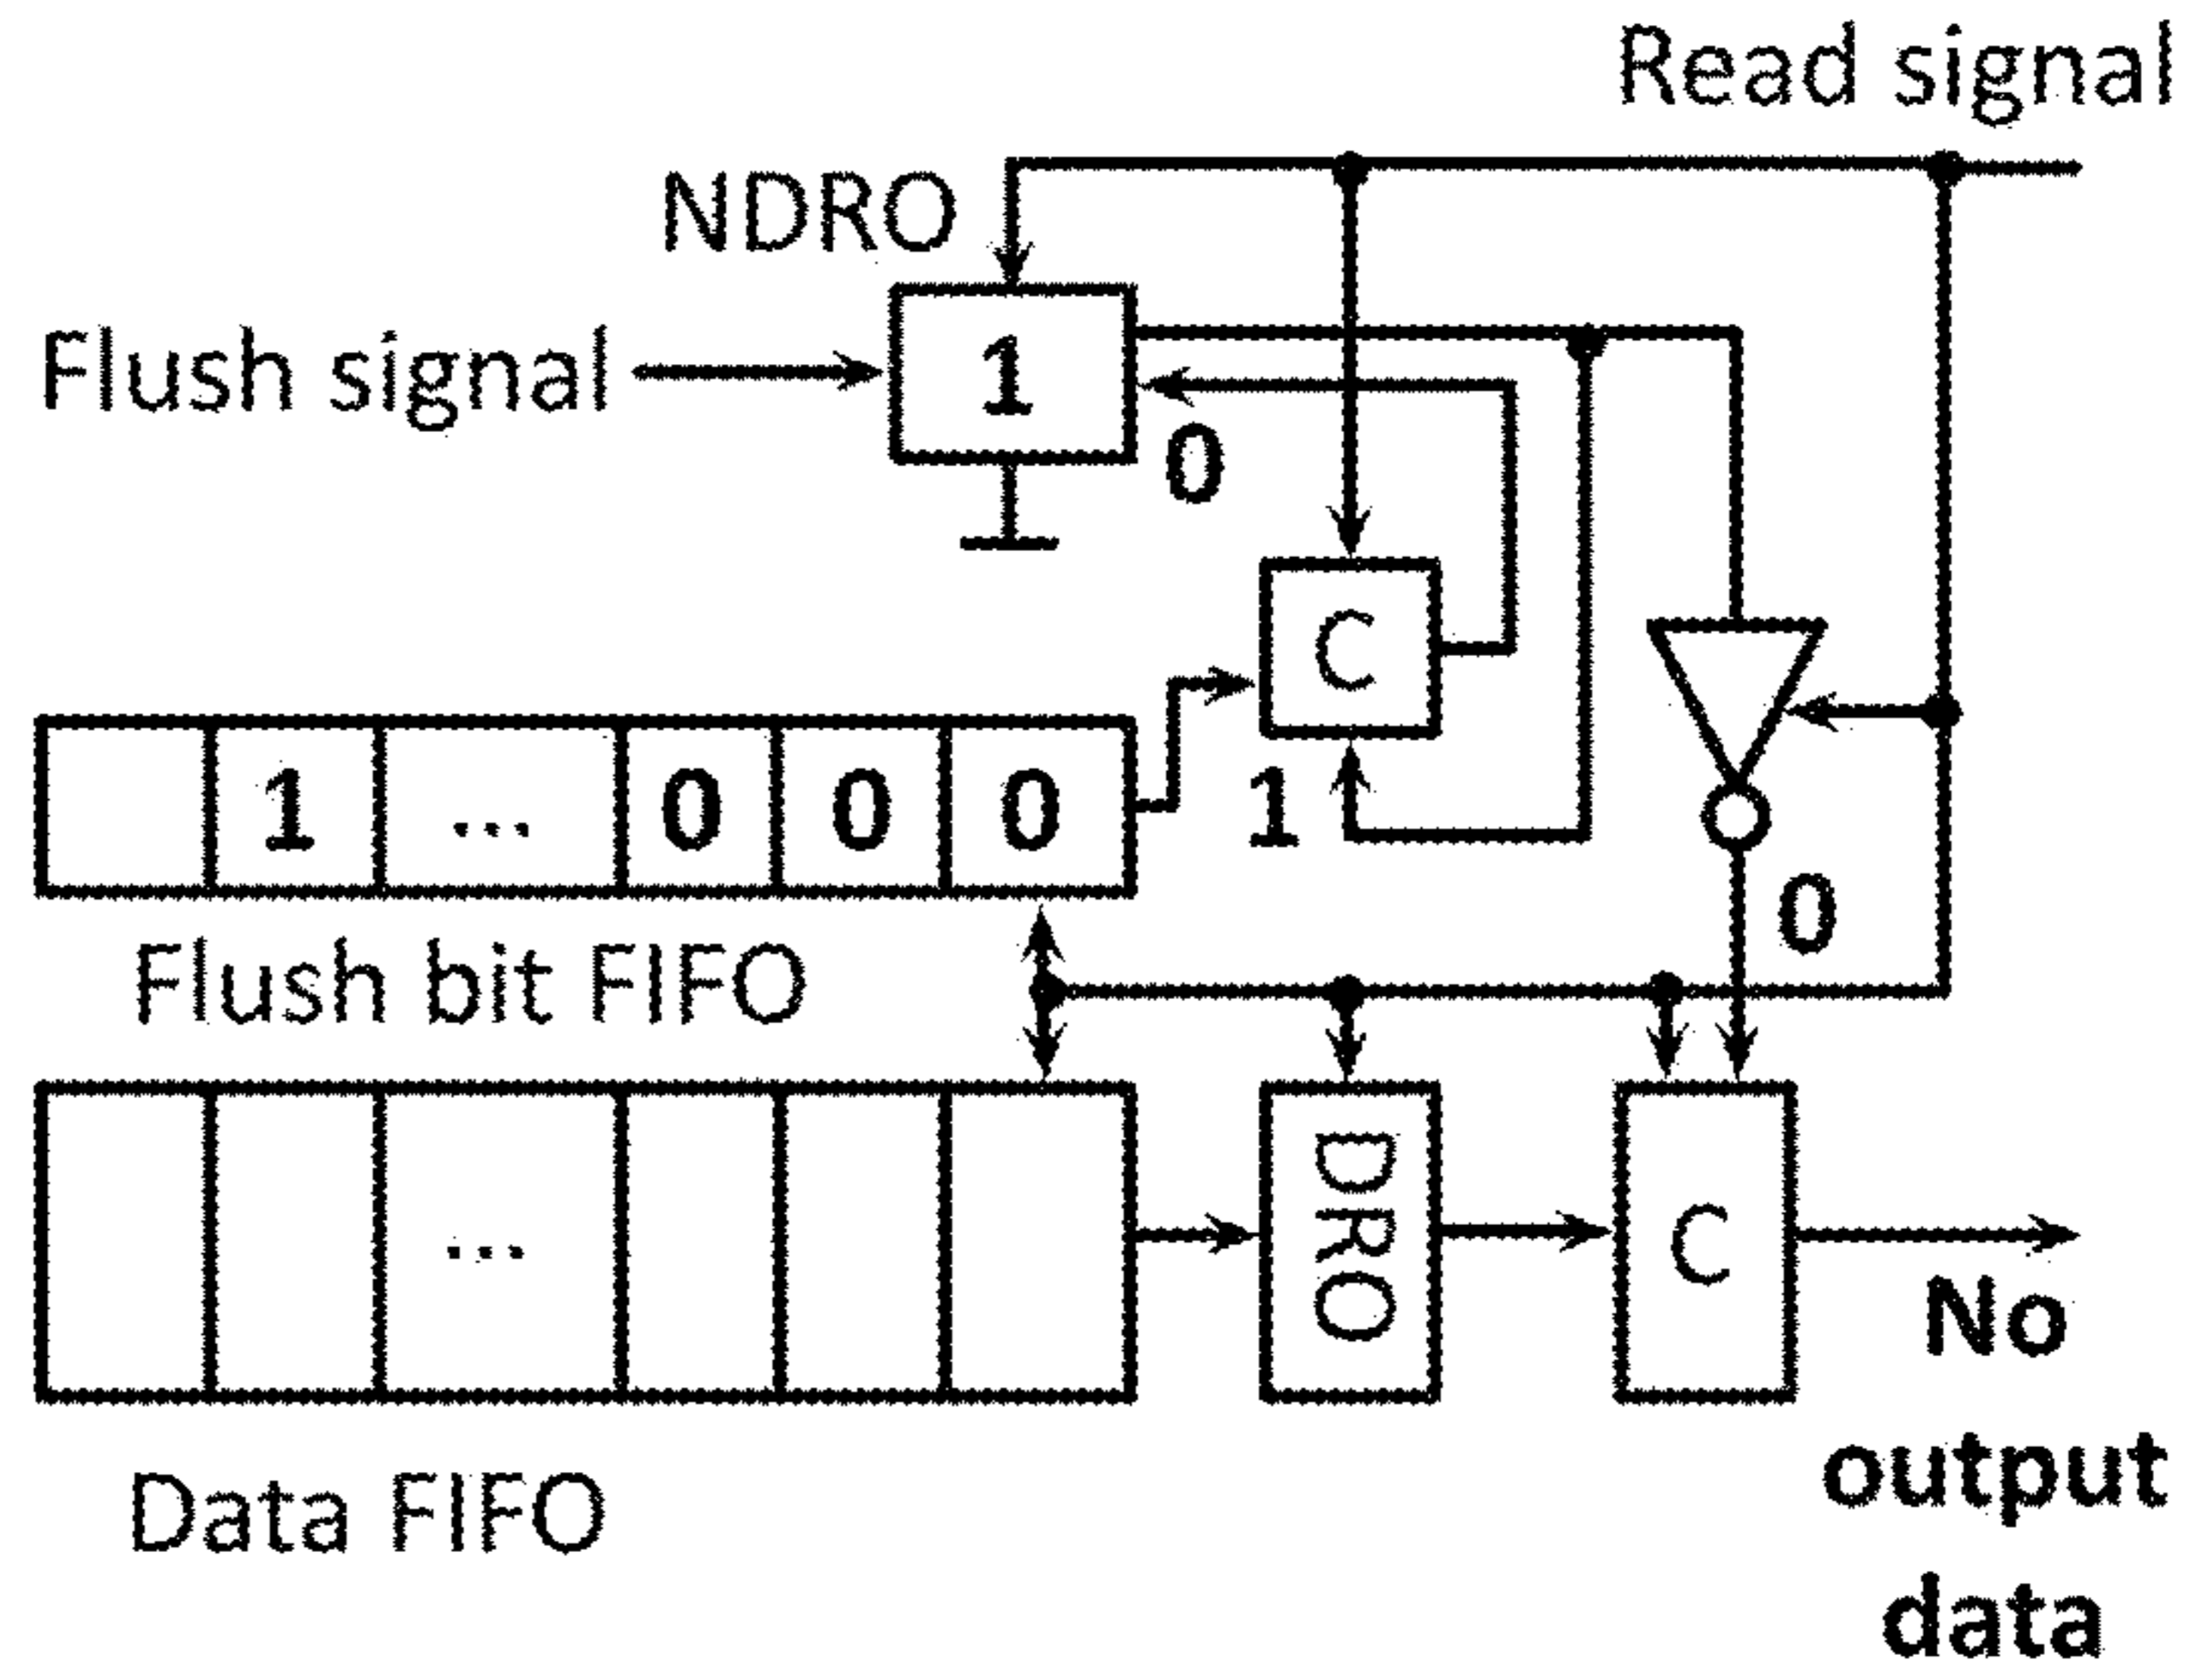 Read signal
NDRO
Flush signal
1
0
C
1 ... 0 0 0
1
0
Flush bit FIFO
...
DRO
C
No
output
data
Data FIFO